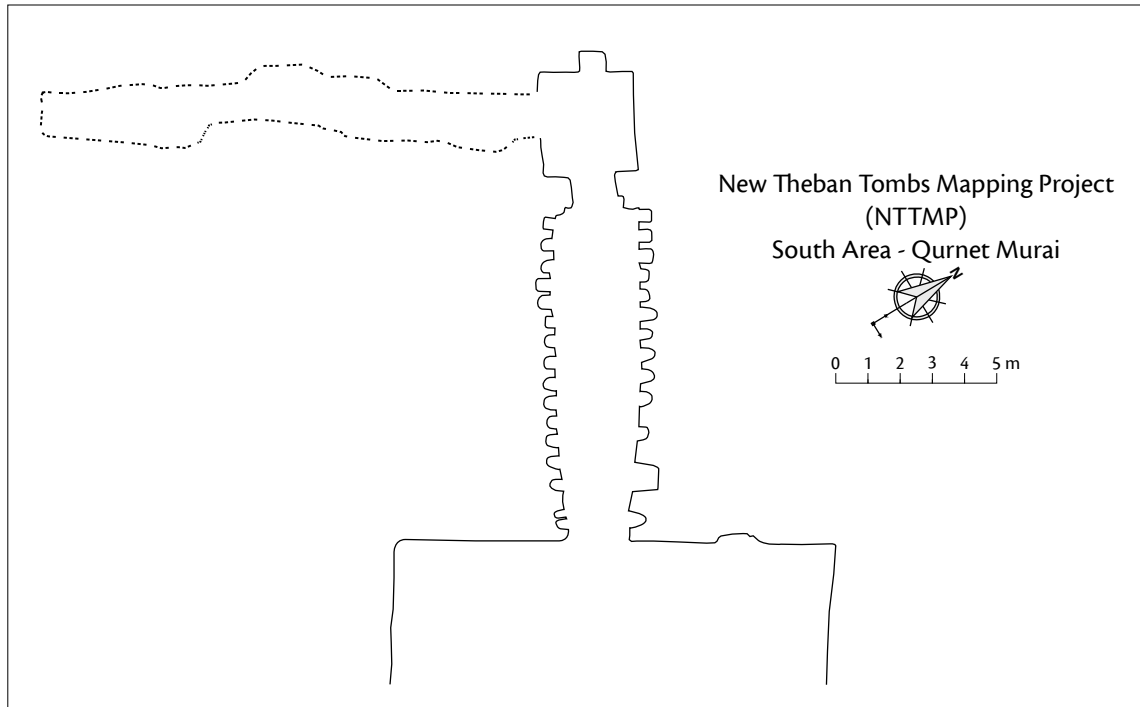 New Theban Tombs Mapping Project
(NTTMP)
South Area - Qurnet Murai
N
0 1 2 3 4 5 m